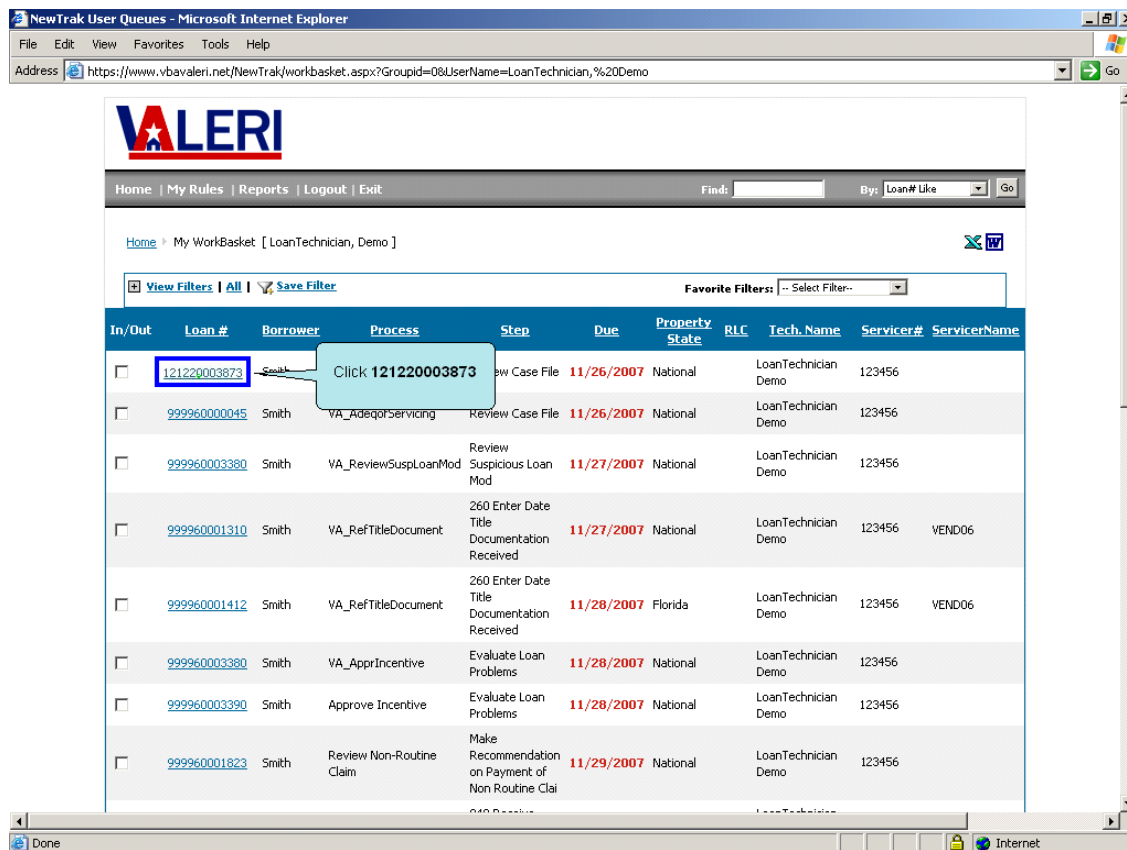 NewTrak User Queues - Microsoft Internet Explorer
File Edit View Favorites Tools Help
Address https://www.vbavaleri.net/NewTrak/workbasket.aspx?Groupid=0&UserName=LoanTechnician,%20Demo Go
VALERI
Home | My Rules | Reports | Logout | Exit Find: By: Loan# Like Go
Home My WorkBasket [ LoanTechnician, Demo ]
View Filters | All | Save Filter Favorite Filters: -- Select Filter--
In/Out Loan # Borrower Process Step Due Property State RLC Tech. Name Servicer# ServicerName
121220003873 Smith Click 121220003873 ew Case File 11/26/2007 National LoanTechnician Demo 123456
999960000045 Smith VA_AdeqofServicing Review Case File 11/26/2007 National LoanTechnician Demo 123456
999960003380 Smith VA_ReviewSuspLoanMod Review Suspicious Loan Mod 11/27/2007 National LoanTechnician Demo 123456
999960001310 Smith VA_RefTitleDocument 260 Enter Date Title Documentation Received 11/27/2007 National LoanTechnician Demo 123456 VEND06
999960001412 Smith VA_RefTitleDocument 260 Enter Date Title Documentation Received 11/28/2007 Florida LoanTechnician Demo 123456 VEND06
999960003380 Smith VA_ApprIncentive Evaluate Loan Problems 11/28/2007 National LoanTechnician Demo 123456
999960003390 Smith Approve Incentive Evaluate Loan Problems 11/28/2007 National LoanTechnician Demo 123456
999960001823 Smith Review Non-Routine Claim Make Recommendation on Payment of Non Routine Clai 11/29/2007 National LoanTechnician Demo 123456
Done Internet